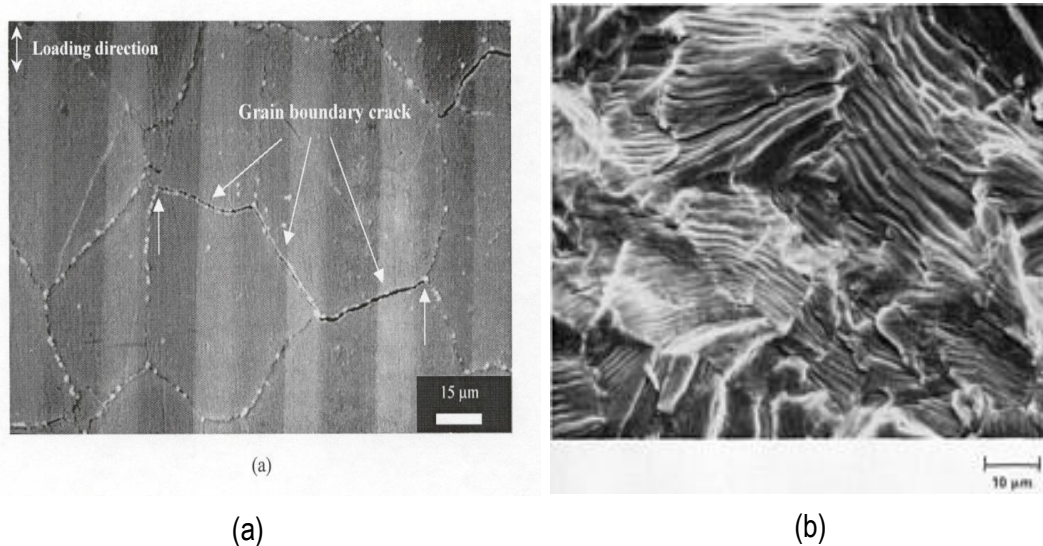 Loading direction
Grain boundary crack
15 µm
(a)
10 µm
(a)
(b)